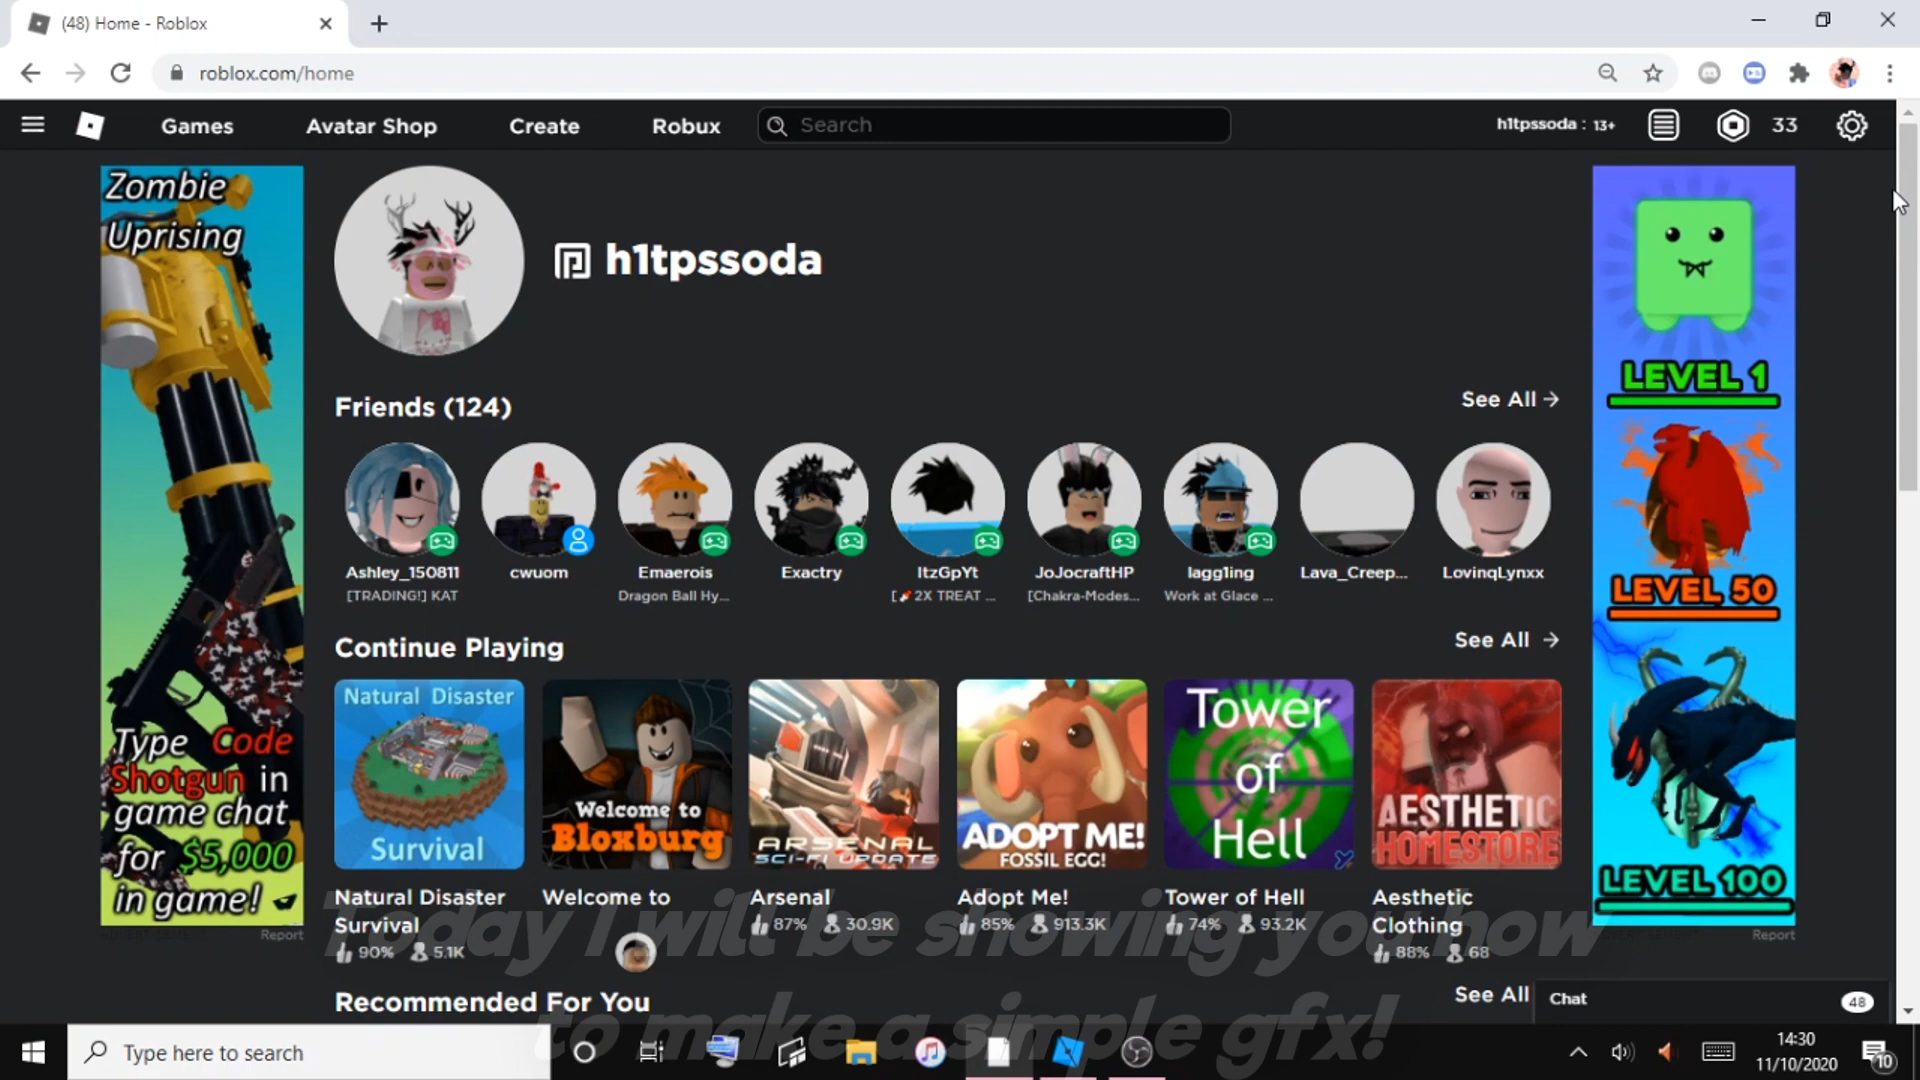 (48) Home - Roblox
roblox.com/home
Games
Avatar Shop
Create
Robux
Search
h1tpssoda : 13+
33
Zombie
Uprising
Type Code
Shotgun in
game chat
for $5,000
in game!
Report
h1tpssoda
Friends (124)
See All
Ashley_150811
[TRADING!] KAT
cwuom
Emaerois
Dragon Ball Hy...
Exactry
ItzGpYt
[ 2X TREAT ...
JoJocraftHP
[Chakra-Modes...
lagg1ing
Work at Glace ...
Lava_Creep...
LovinqLynxx
Continue Playing
See All
Natural Disaster
Survival
Welcome to
Bloxburg
ARSENAL
SCI-FI UPDATE
ADOPT ME!
FOSSIL EGG!
Tower
of
Hell
AESTHETIC
HOMESTORE
Natural Disaster
Survival
90% 5.1K
Welcome to
Arsenal
87% 30.9K
Adopt Me!
85% 913.3K
Tower of Hell
74% 93.2K
Aesthetic
Clothing
88% 68
LEVEL 1
LEVEL 50
LEVEL 100
Report
Today I will be showing you how
to make a simple gfx!
Recommended For You
See All
Chat
48
Type here to search
14:30
11/10/2020
10